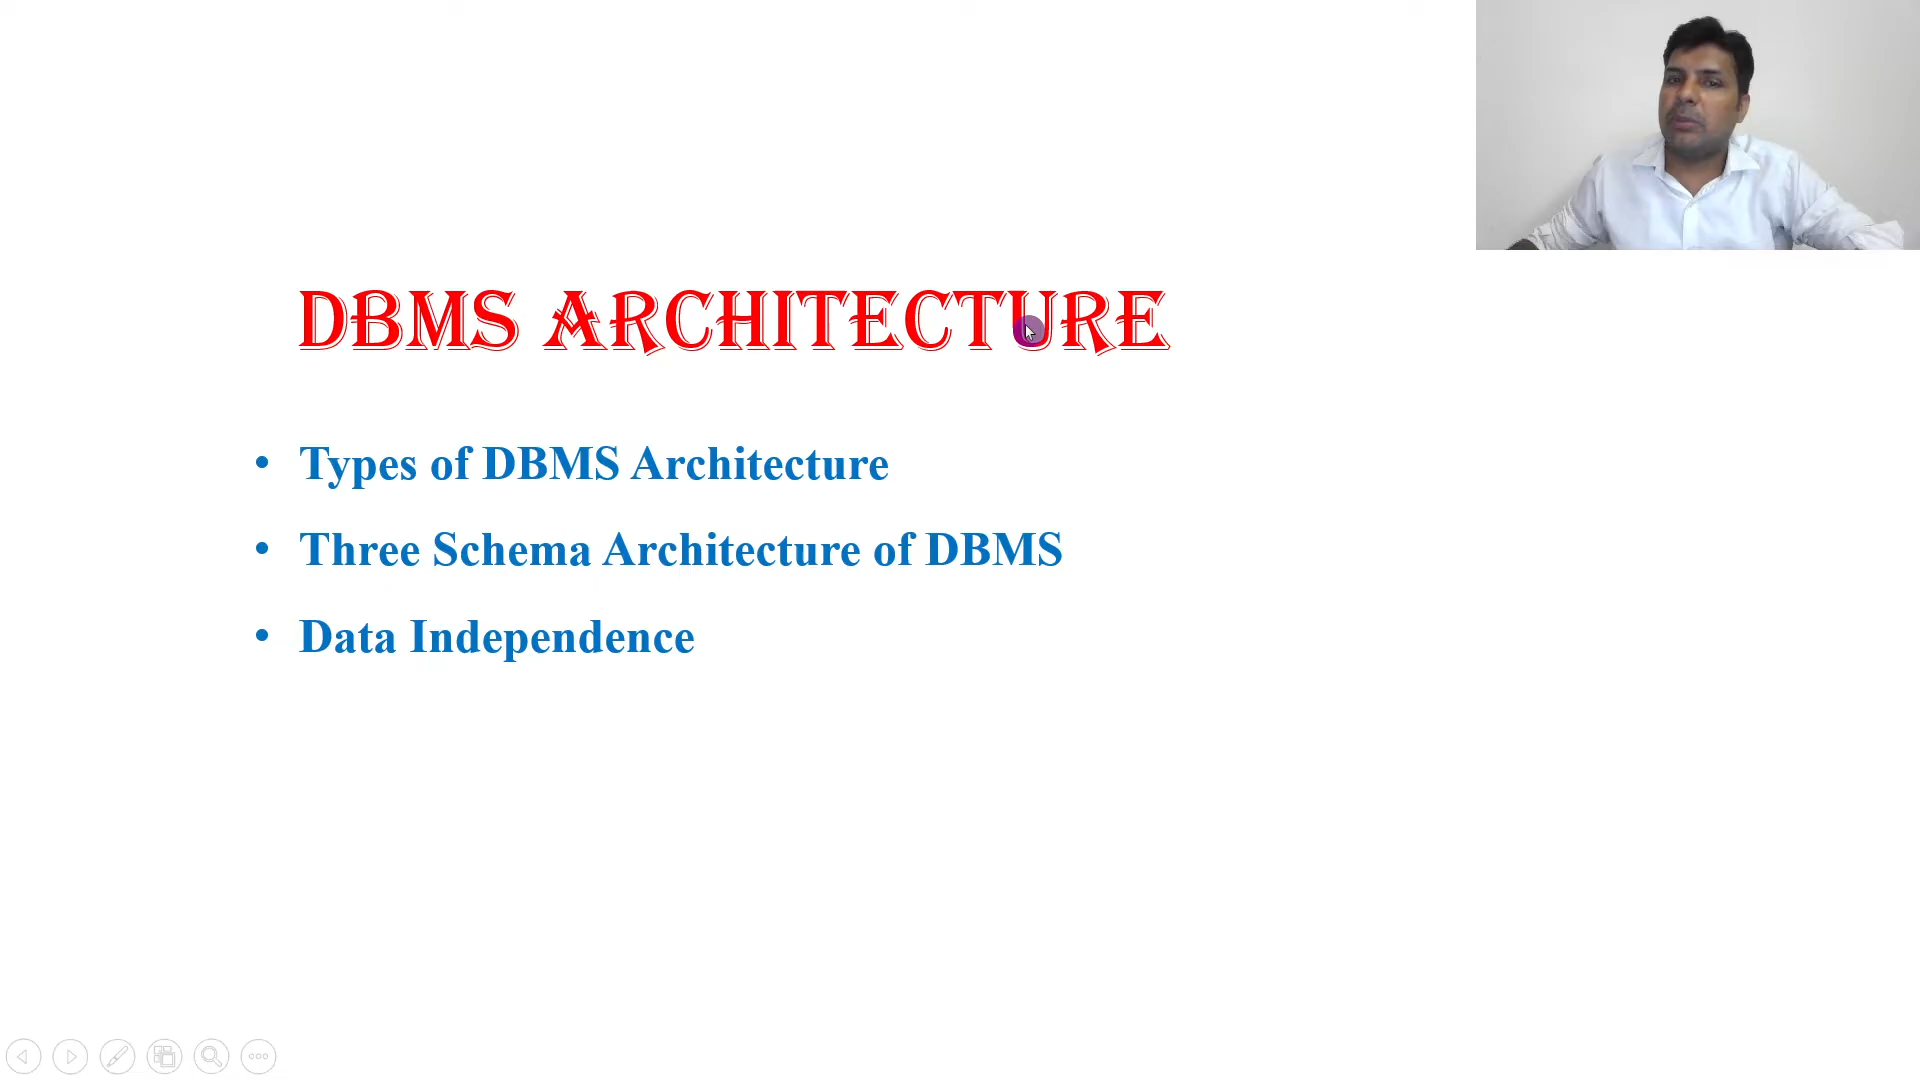 DBMS ARCHITECTURE
• Types of DBMS Architecture
• Three Schema Architecture of DBMS
• Data Independence